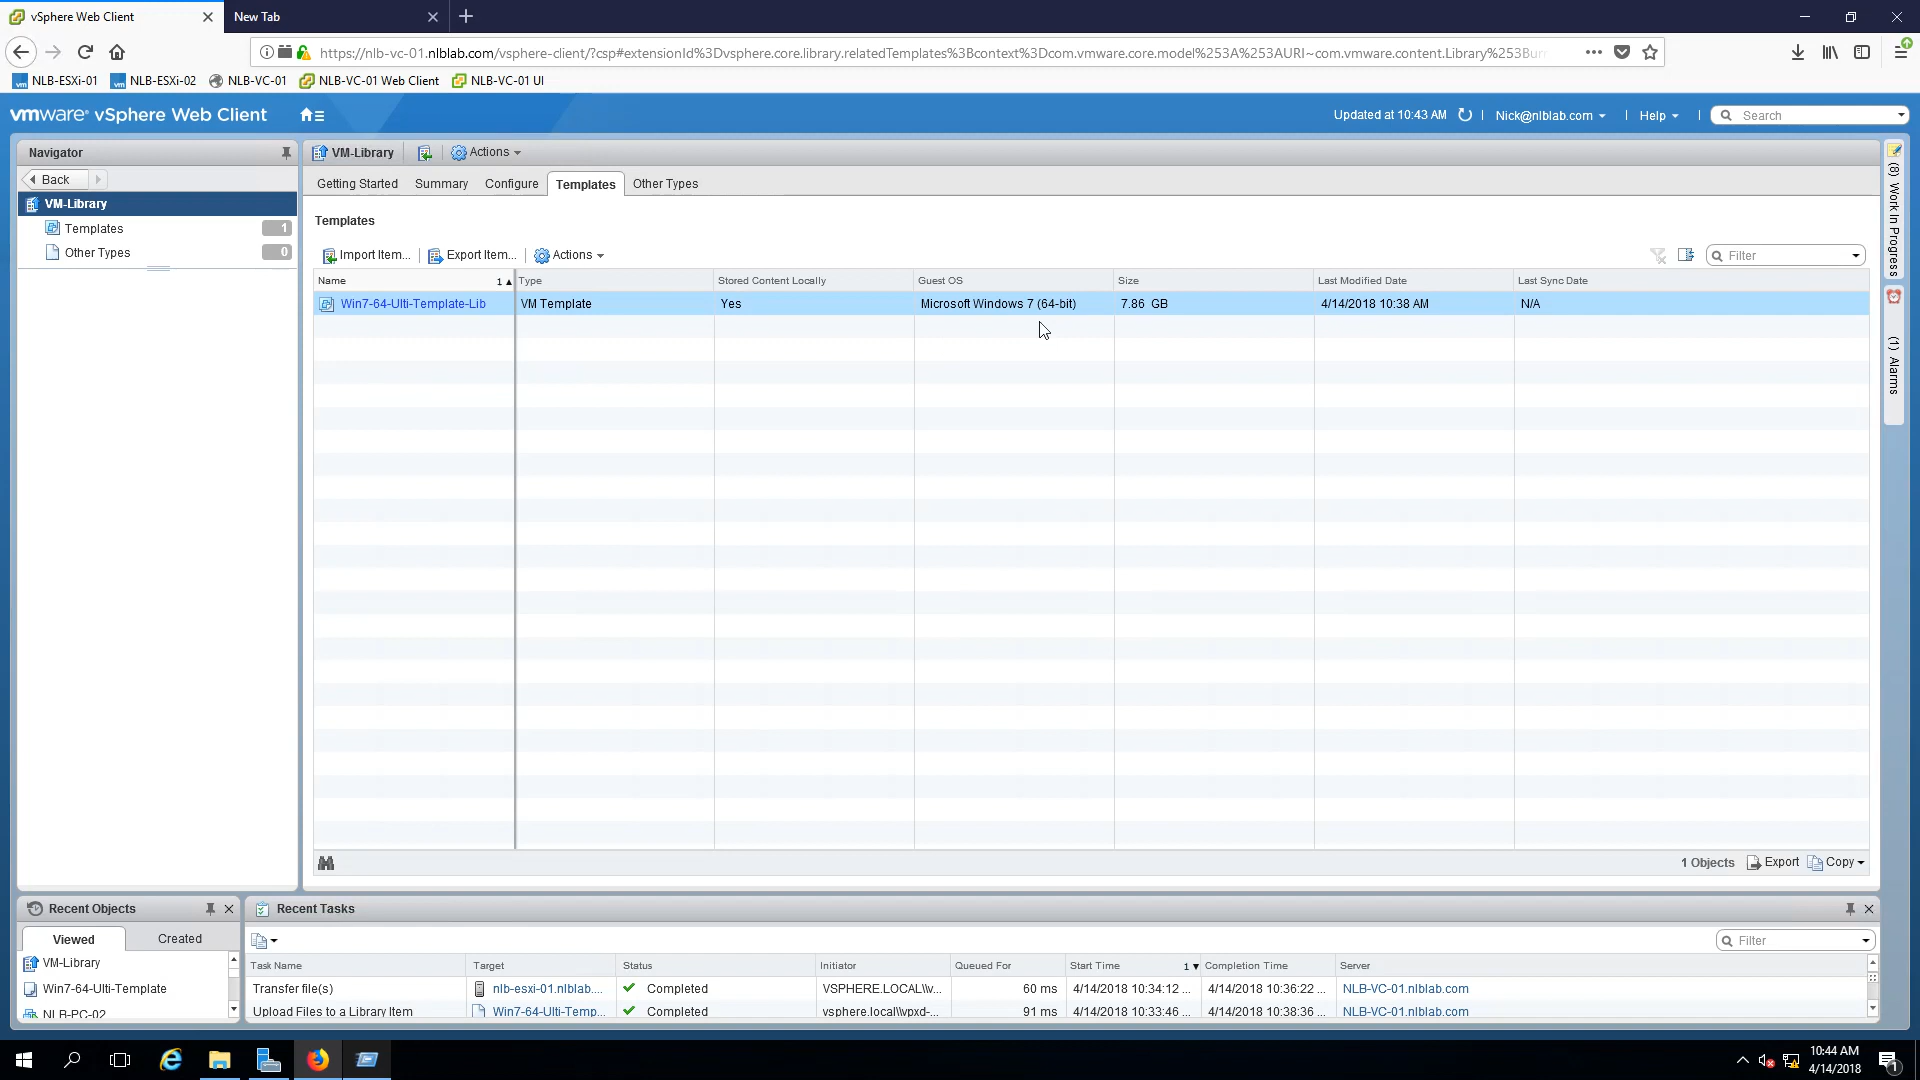 vSphere Web Client
New Tab
https://nlb-vc-01.nlblab.com/vsphere-client/?csp#extensionId%3Dvsphere.core.library.relatedTemplates%3Bcontext%3Dcom.vmware.core.model%253A%253AURI~com.vmware.content.Library%253Burn
NLB-ESXi-01
NLB-ESXi-02
NLB-VC-01
NLB-VC-01 Web Client
NLB-VC-01 UI
vmware® vSphere Web Client
Updated at 10:43 AM
Nick@nlblab.com
Help
Search
Navigator
Back
VM-Library
Templates 1
Other Types 0
VM-Library
Actions
Getting Started Summary Configure Templates Other Types
Templates
Import Item...
Export Item...
Actions
Filter
Name 1 Type Stored Content Locally Guest OS Size Last Modified Date Last Sync Date
Win7-64-Ulti-Template-Lib VM Template Yes Microsoft Windows 7 (64-bit) 7.86 GB 4/14/2018 10:38 AM N/A
1 Objects Export Copy
(8) Work In Progress
(1) Alarms
Recent Objects
Viewed Created
VM-Library
Win7-64-Ulti-Template
NLB-PC-02
Recent Tasks
Filter
Task Name Target Status Initiator Queued For Start Time 1 Completion Time Server
Transfer file(s) nlb-esxi-01.nlblab.... Completed VSPHERE.LOCAL\\v... 60 ms 4/14/2018 10:34:12 ... 4/14/2018 10:36:22 ... NLB-VC-01.nlblab.com
Upload Files to a Library Item Win7-64-Ulti-Temp... Completed vsphere.local\\vpxd-... 91 ms 4/14/2018 10:33:46 ... 4/14/2018 10:38:36 ... NLB-VC-01.nlblab.com
10:44 AM
4/14/2018
1